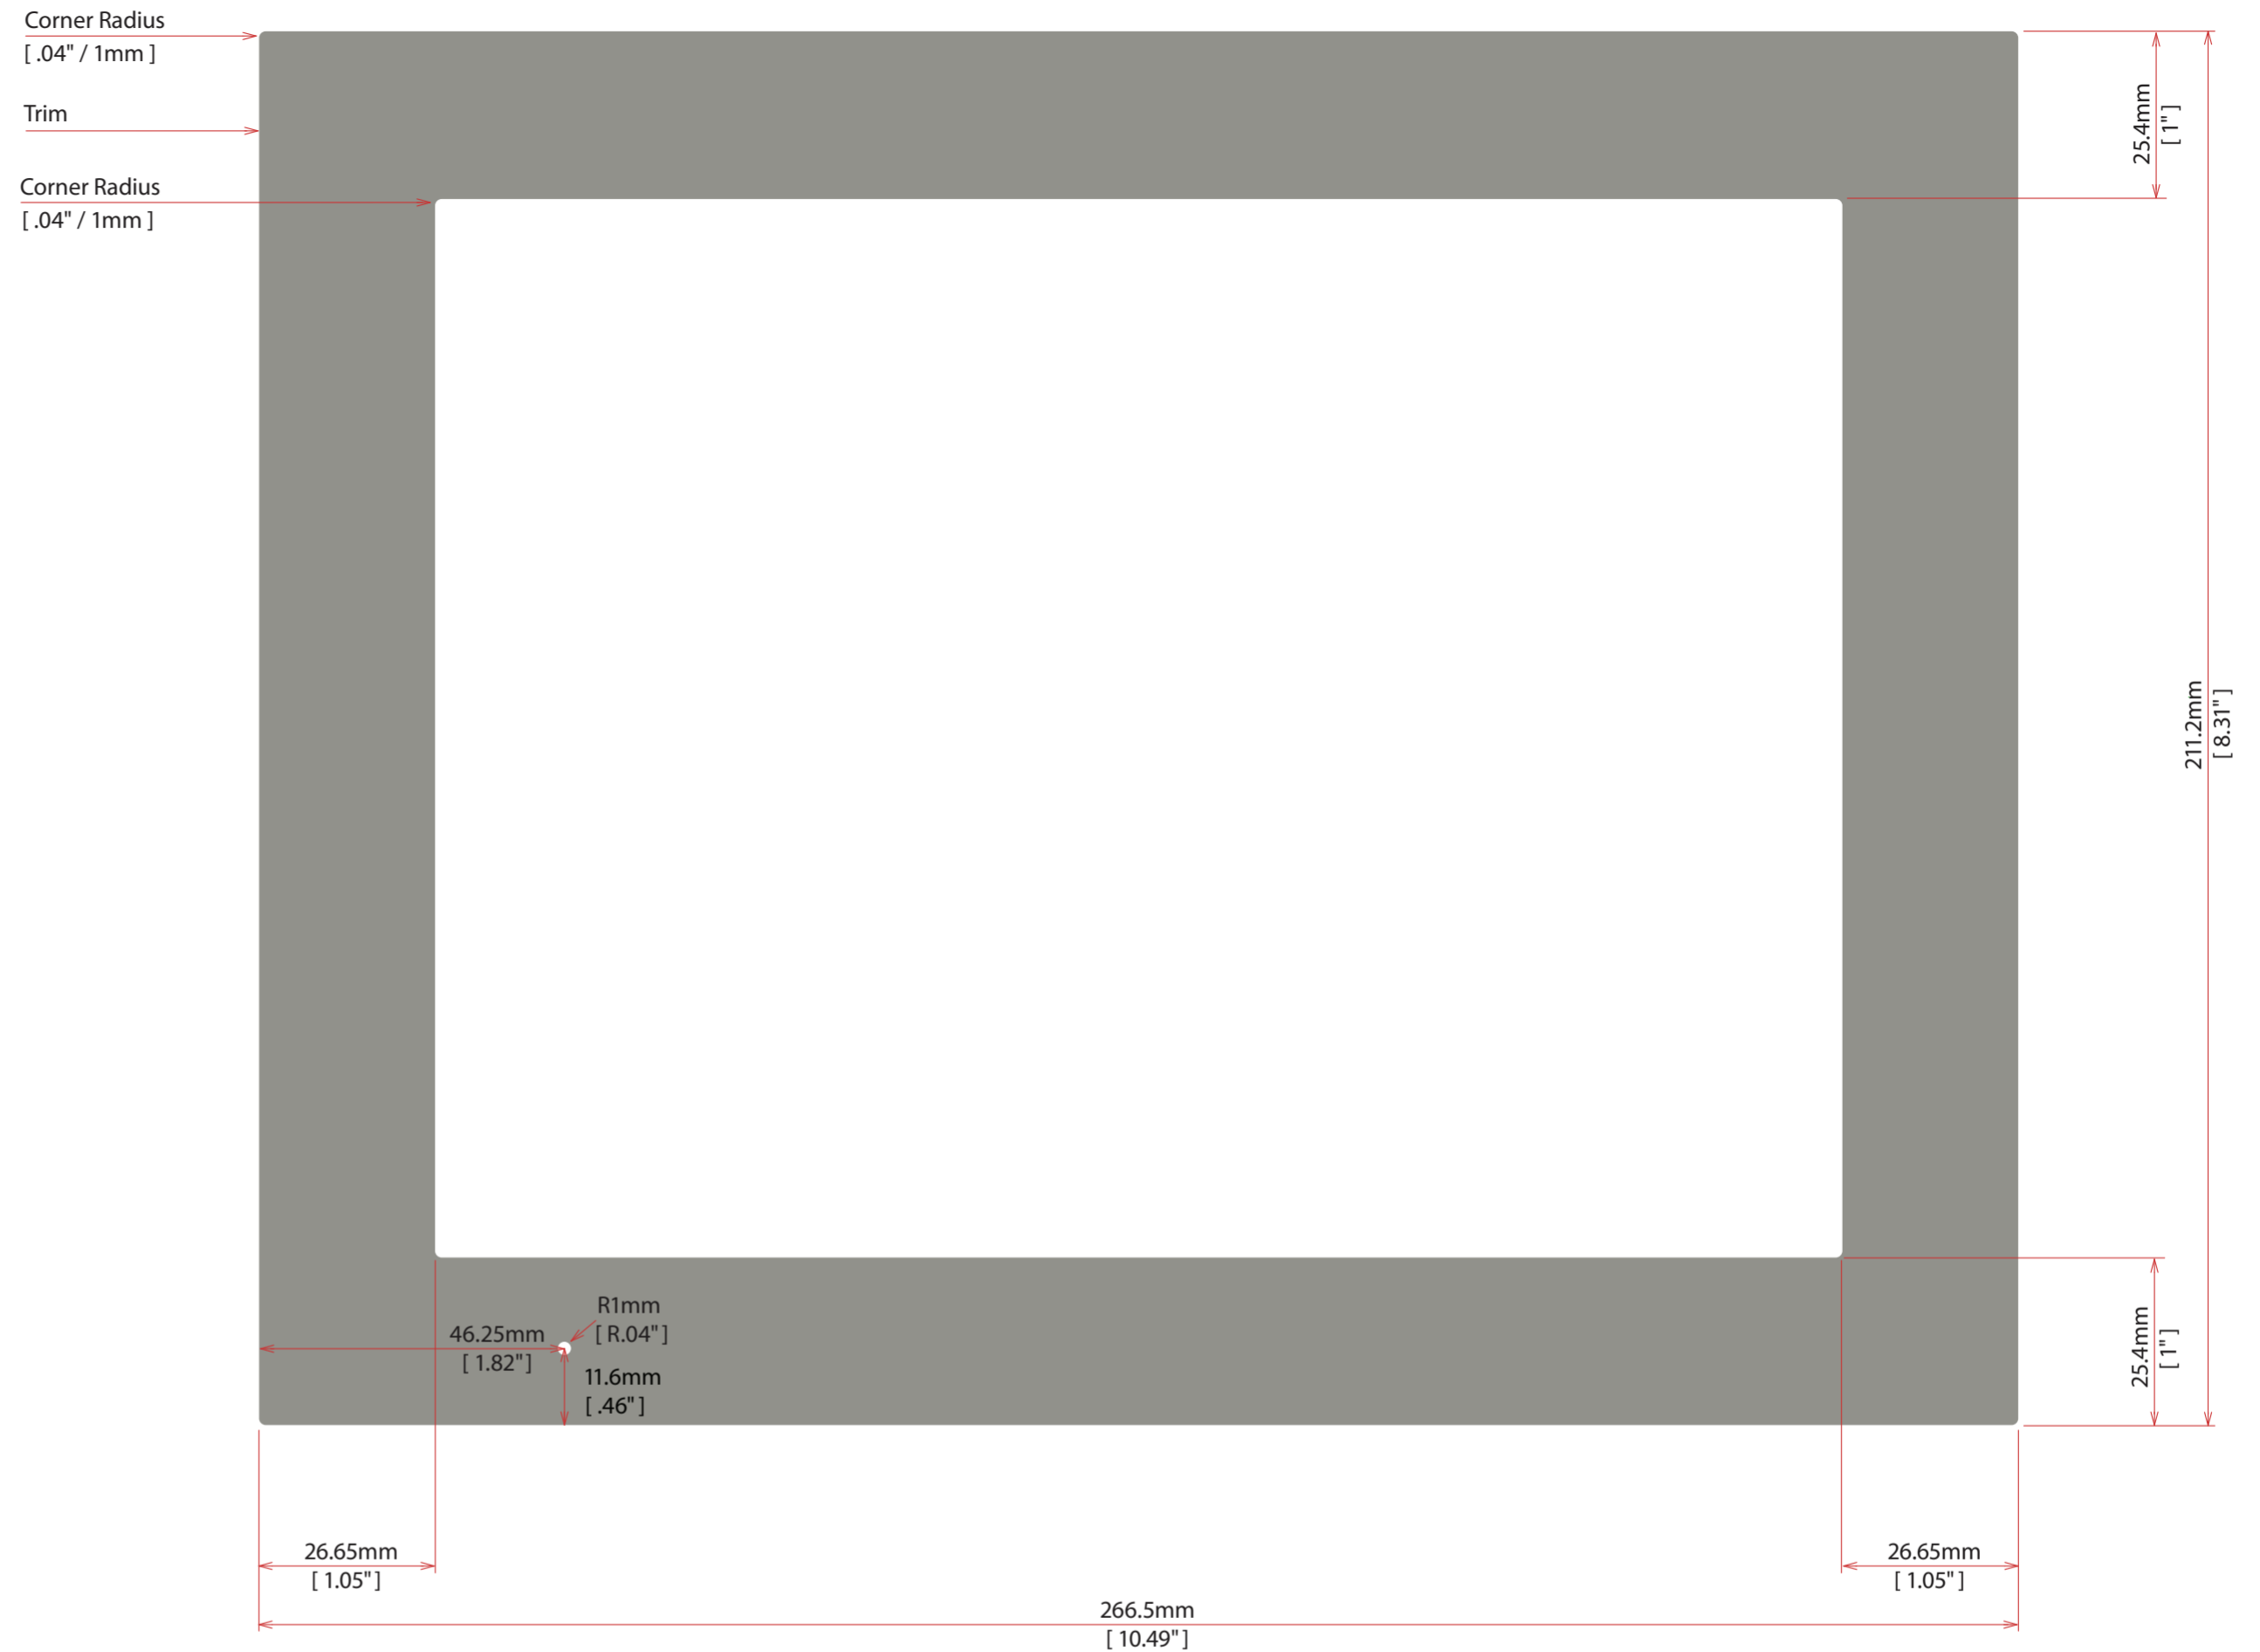 Corner Radius
[ .04" / 1mm ]
Trim
Corner Radius
[ .04" / 1mm ]
25.4mm
[ 1" ]
211.2mm
[ 8.31" ]
R1mm
[ R.04" ]
46.25mm
[ 1.82" ]
11.6mm
[ .46" ]
25.4mm
[ 1" ]
26.65mm
[ 1.05" ]
26.65mm
[ 1.05" ]
266.5mm
[ 10.49" ]